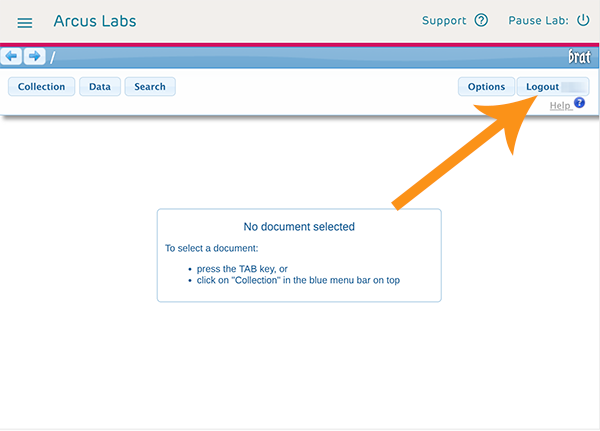 Arcus Labs Support ? Pause Lab:
/ brat
Collection Data Search Options Logout
Help ?
No document selected
To select a document:
• press the TAB key, or
• click on "Collection" in the blue menu bar on top